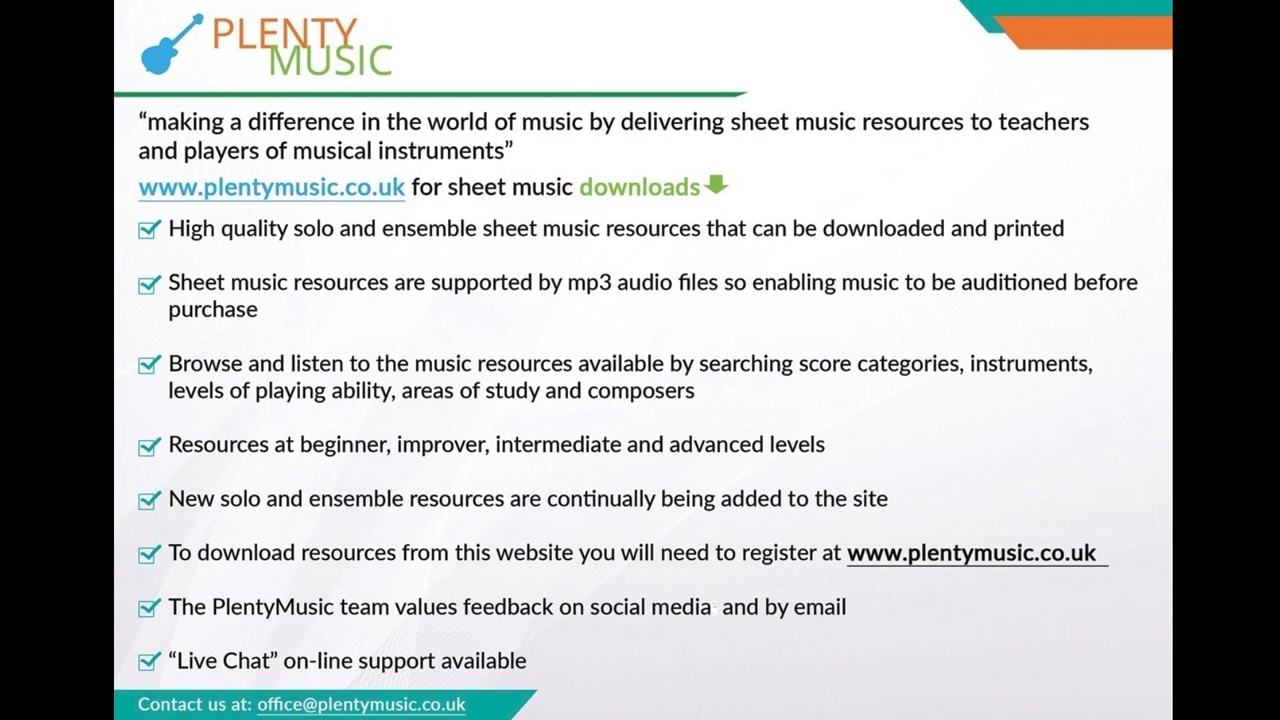 PLENTY
MUSIC
“making a difference in the world of music by delivering sheet music resources to teachers
and players of musical instruments”
www.plentymusic.co.uk for sheet music downloads
High quality solo and ensemble sheet music resources that can be downloaded and printed
Sheet music resources are supported by mp3 audio files so enabling music to be auditioned before
purchase
Browse and listen to the music resources available by searching score categories, instruments,
levels of playing ability, areas of study and composers
Resources at beginner, improver, intermediate and advanced levels
New solo and ensemble resources are continually being added to the site
To download resources from this website you will need to register at www.plentymusic.co.uk
The PlentyMusic team values feedback on social media and by email
“Live Chat” on-line support available
Contact us at: office@plentymusic.co.uk